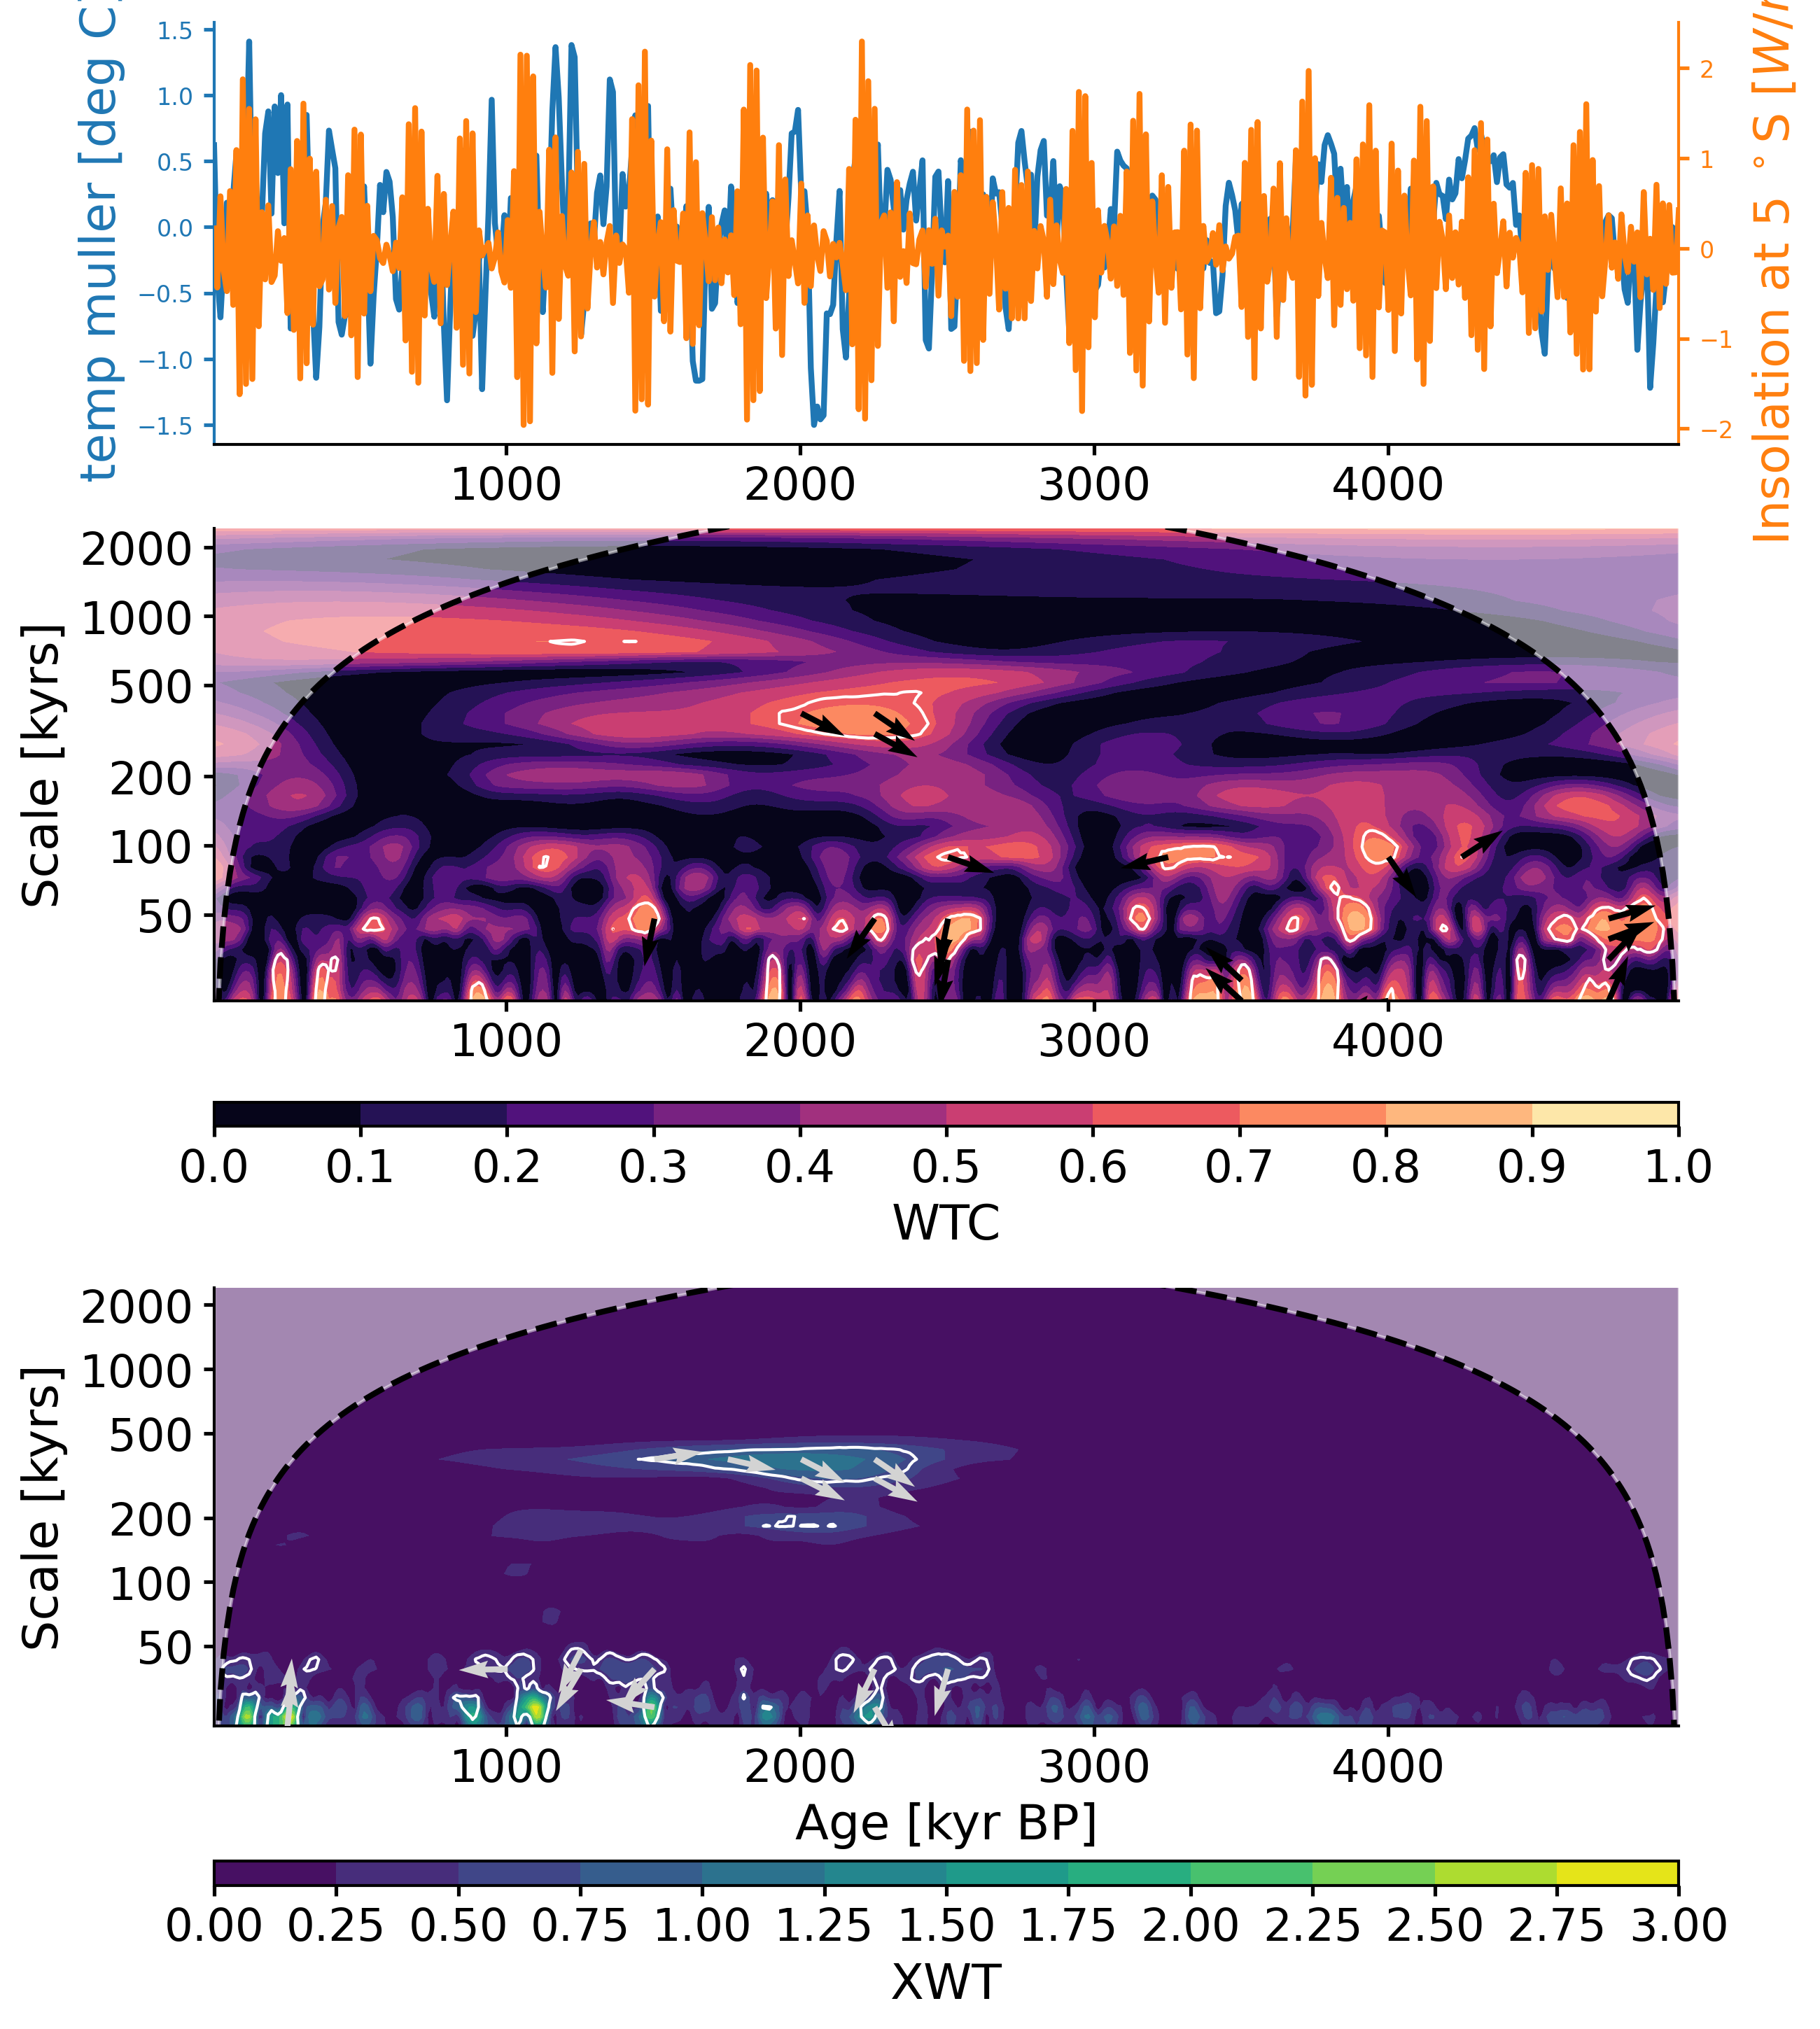 temp muller [deg C
Insolation at 5 °S [W/
1.5
1.0
0.5
0.0
−0.5
−1.0
−1.5
2
1
0
−1
−2
1000 2000 3000 4000
Scale [kyrs]
2000
1000
500
200
100
50
1000 2000 3000 4000
0.0 0.1 0.2 0.3 0.4 0.5 0.6 0.7 0.8 0.9 1.0
WTC
Scale [kyrs]
2000
1000
500
200
100
50
1000 2000 3000 4000
Age [kyr BP]
0.00 0.25 0.50 0.75 1.00 1.25 1.50 1.75 2.00 2.25 2.50 2.75 3.00
XWT